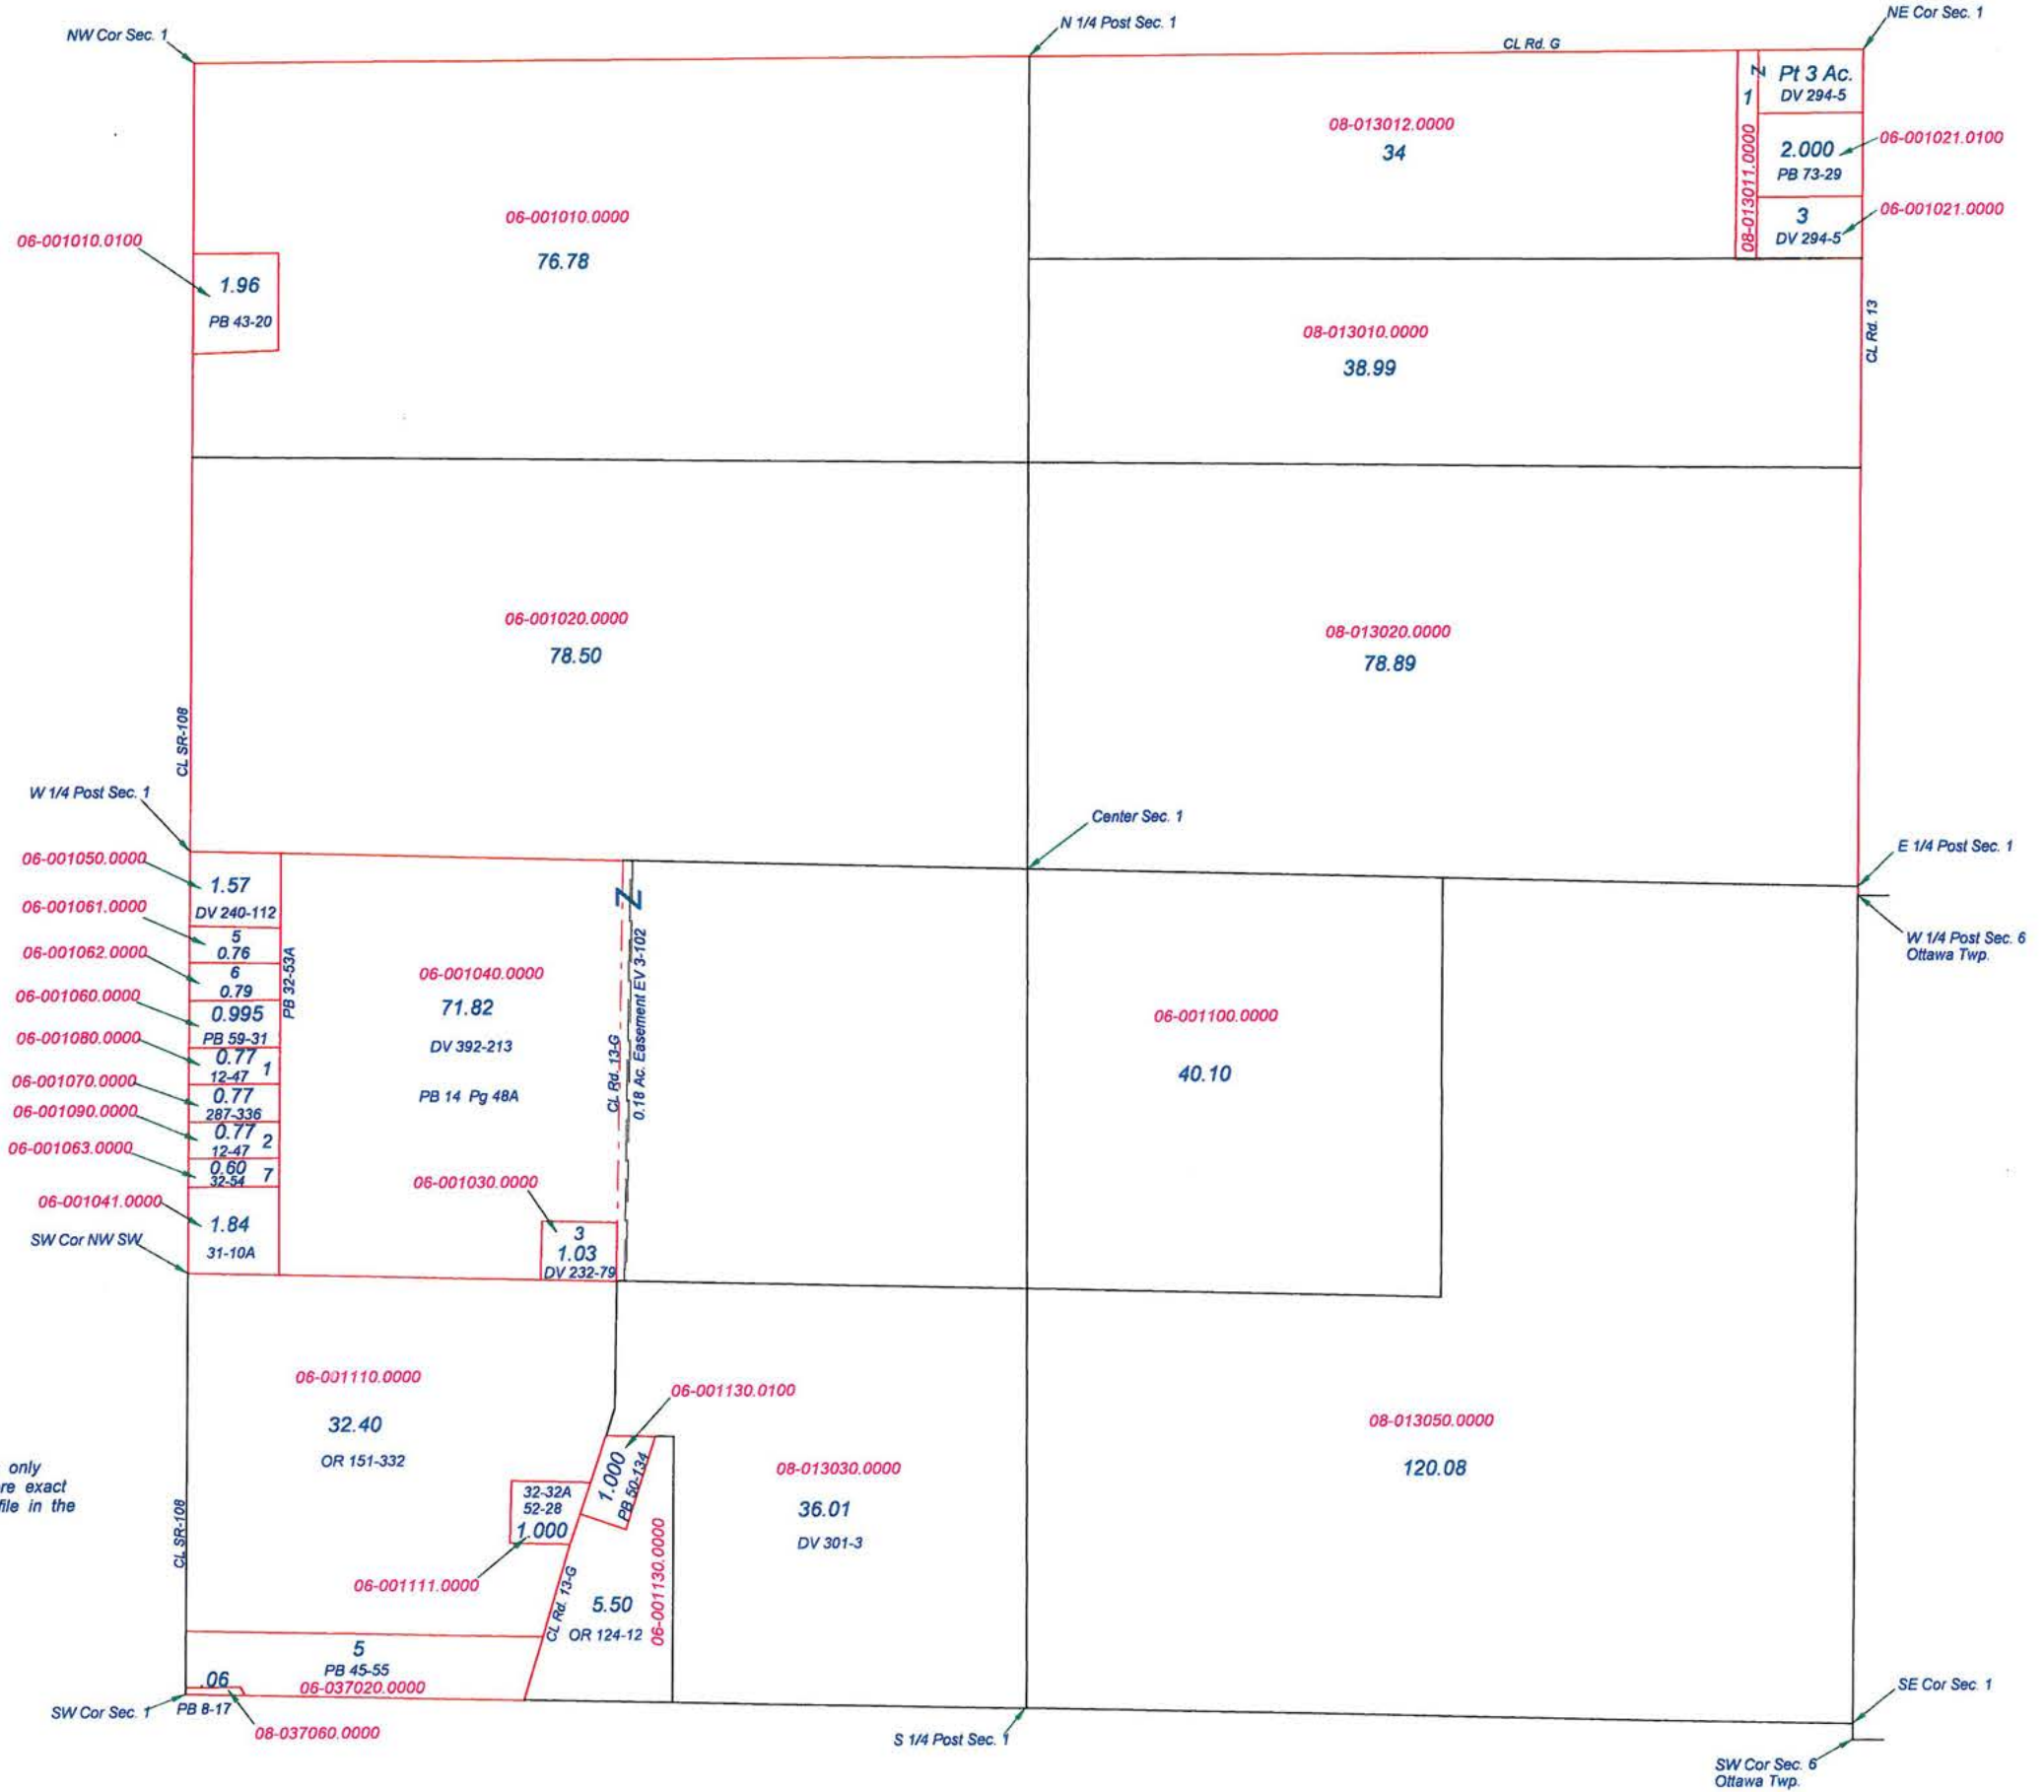 NW Cor Sec. 1
N 1/4 Post Sec. 1
CL Rd. G
NE Cor Sec. 1
08-013012.0000
34
1
08-013011.0000
Z
Pt 3 Ac.
DV 294-5
2.000
PB 73-29
06-001021.0100
3
DV 294-5
06-001021.0000
06-001010.0000
76.78
06-001010.0100
1.96
PB 43-20
08-013010.0000
38.99
CL Rd. 13
06-001020.0000
78.50
08-013020.0000
78.89
CL SR-108
W 1/4 Post Sec. 1
Center Sec. 1
E 1/4 Post Sec. 1
W 1/4 Post Sec. 6
Ottawa Twp.
06-001050.0000
1.57
DV 240-112
06-001061.0000
5
0.76
06-001062.0000
6
0.79
06-001060.0000
0.995
PB 59-31
06-001080.0000
0.77 1
12-47
06-001070.0000
0.77
287-336
06-001090.0000
0.77 2
12-47
06-001063.0000
0.60 7
32-54
06-001041.0000
1.84
31-10A
SW Cor NW SW
PB 32-53A
06-001040.0000
71.82
DV 392-213
PB 14 Pg 48A
Z
CL Rd. 13-G
0.18 Ac. Easement EV 3-102
06-001030.0000
3
1.03
DV 232-79
06-001100.0000
40.10
06-001110.0000
32.40
OR 151-332
06-001130.0100
1.000
PB 50-134
32-32A
52-28
1.000
06-001111.0000
08-013030.0000
36.01
DV 301-3
08-013050.0000
120.08
only
re exact
file in the
CL SR-108
CL Rd. 13-G
5.50
OR 124-12
06-001130.0000
5
PB 45-55
06-037020.0000
.06
SW Cor Sec. 1
PB 8-17
08-037060.0000
S 1/4 Post Sec. 1
SE Cor Sec. 1
SW Cor Sec. 6
Ottawa Twp.